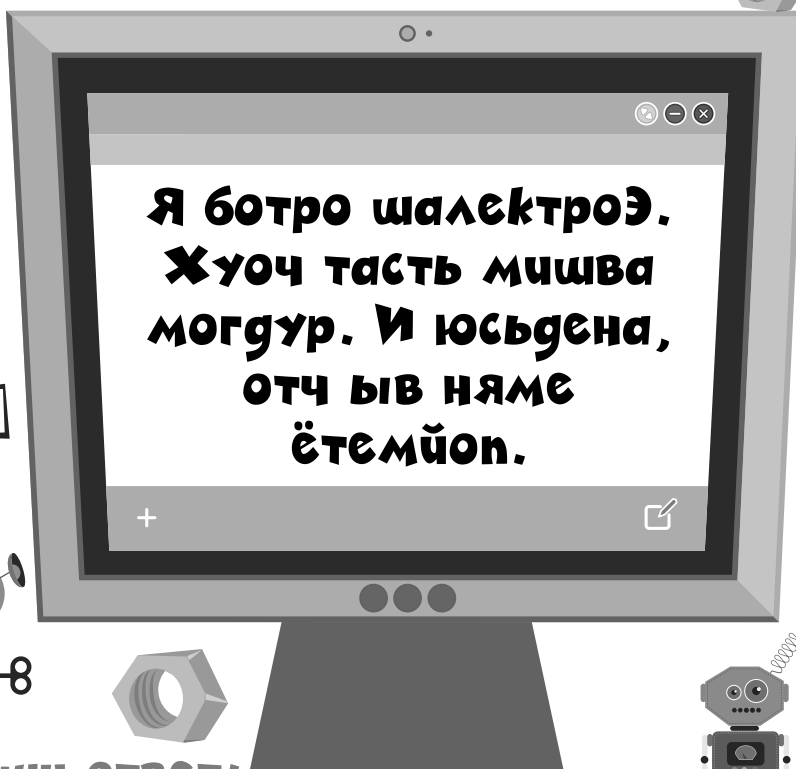 Я ботро шалектроЭ.
Хуоч тасть мишва
могдур. И юсьдена,
отч ыв няме
ётемйоп.